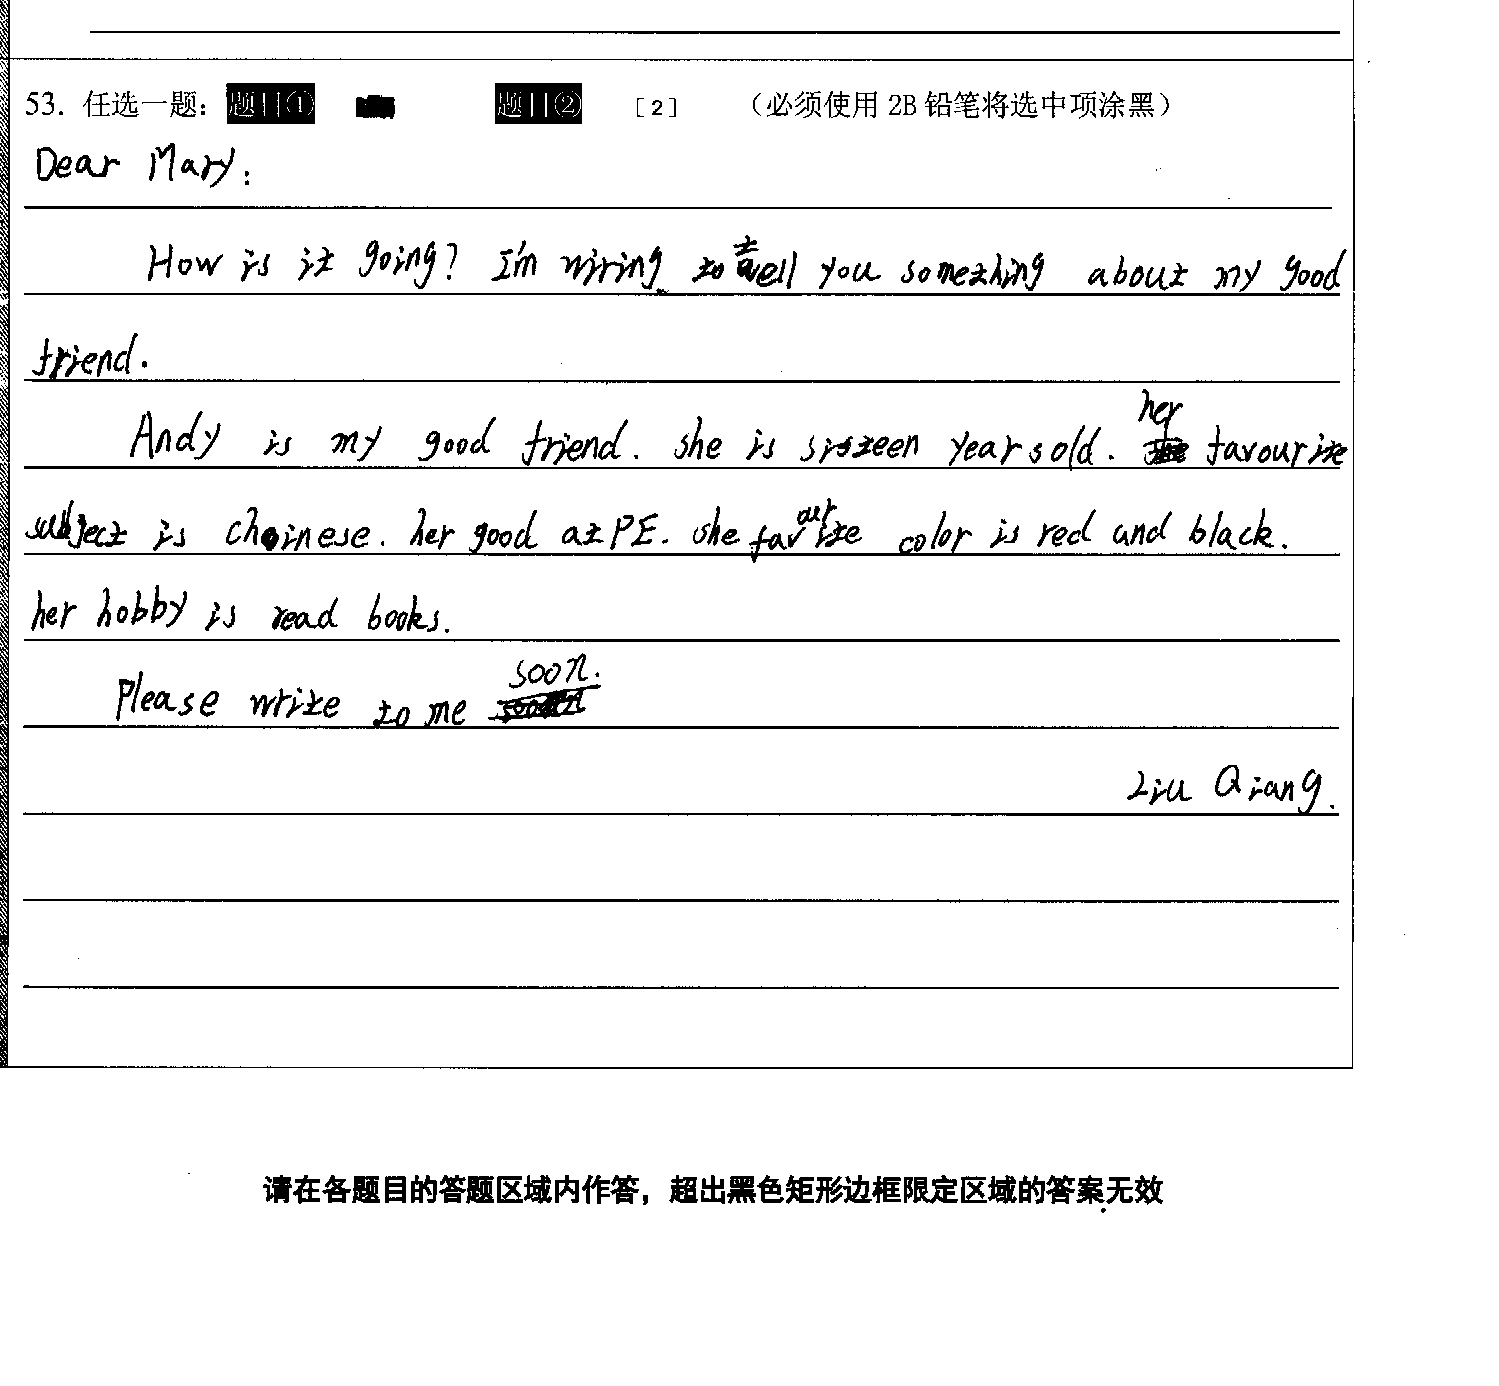 53. 任选一题: 题目① 题目② [2] （必须使用 2B 铅笔将选中项涂黑）
Dear Mary:
How is it going? I'm wiring to tell you something about my good
friend.
Andy is my good friend. she is sixteen years old. her favourite
subject is Choinese. her good at PE. she favourite color is red and black.
her hobby is read books.
Please write to me soon.
Liu Qiang.
请在各题目的答题区域内作答，超出黑色矩形边框限定区域的答案无效